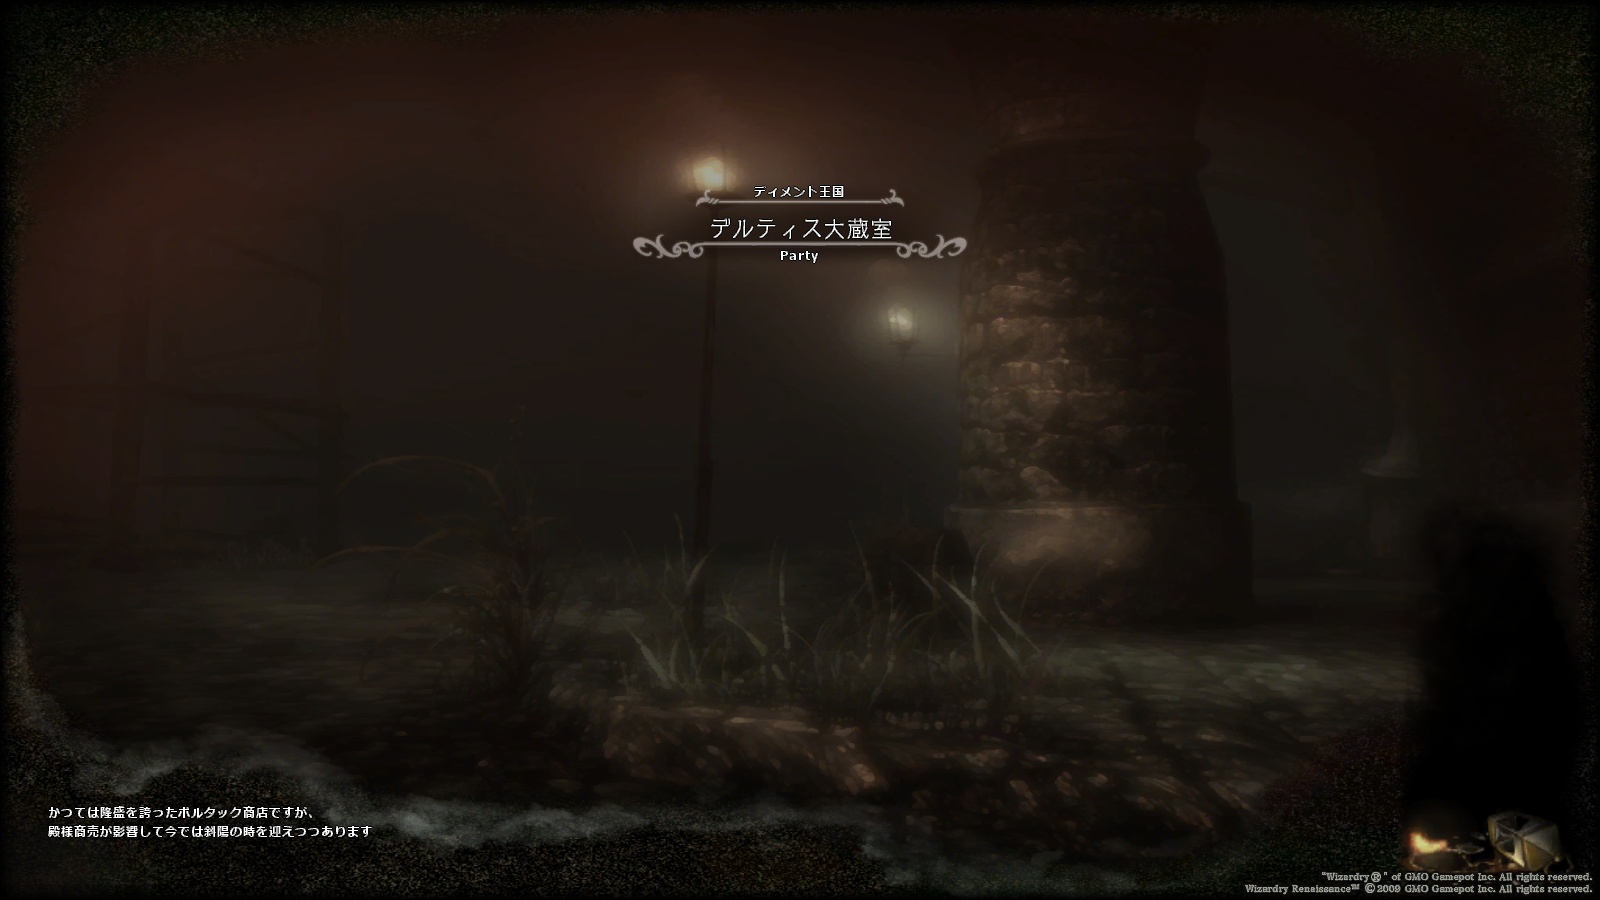 ディメント王国
デルティス大蔵室
Party
かつては隆盛を誇ったボルタック商店ですが、
殿様商売が影響して今では斜陽の時を迎えつつあります
"Wizardry®" of GMO Gamepot Inc. All rights reserved.
Wizardry Renaissance™ ©2009 GMO Gamepot Inc. All rights reserved.